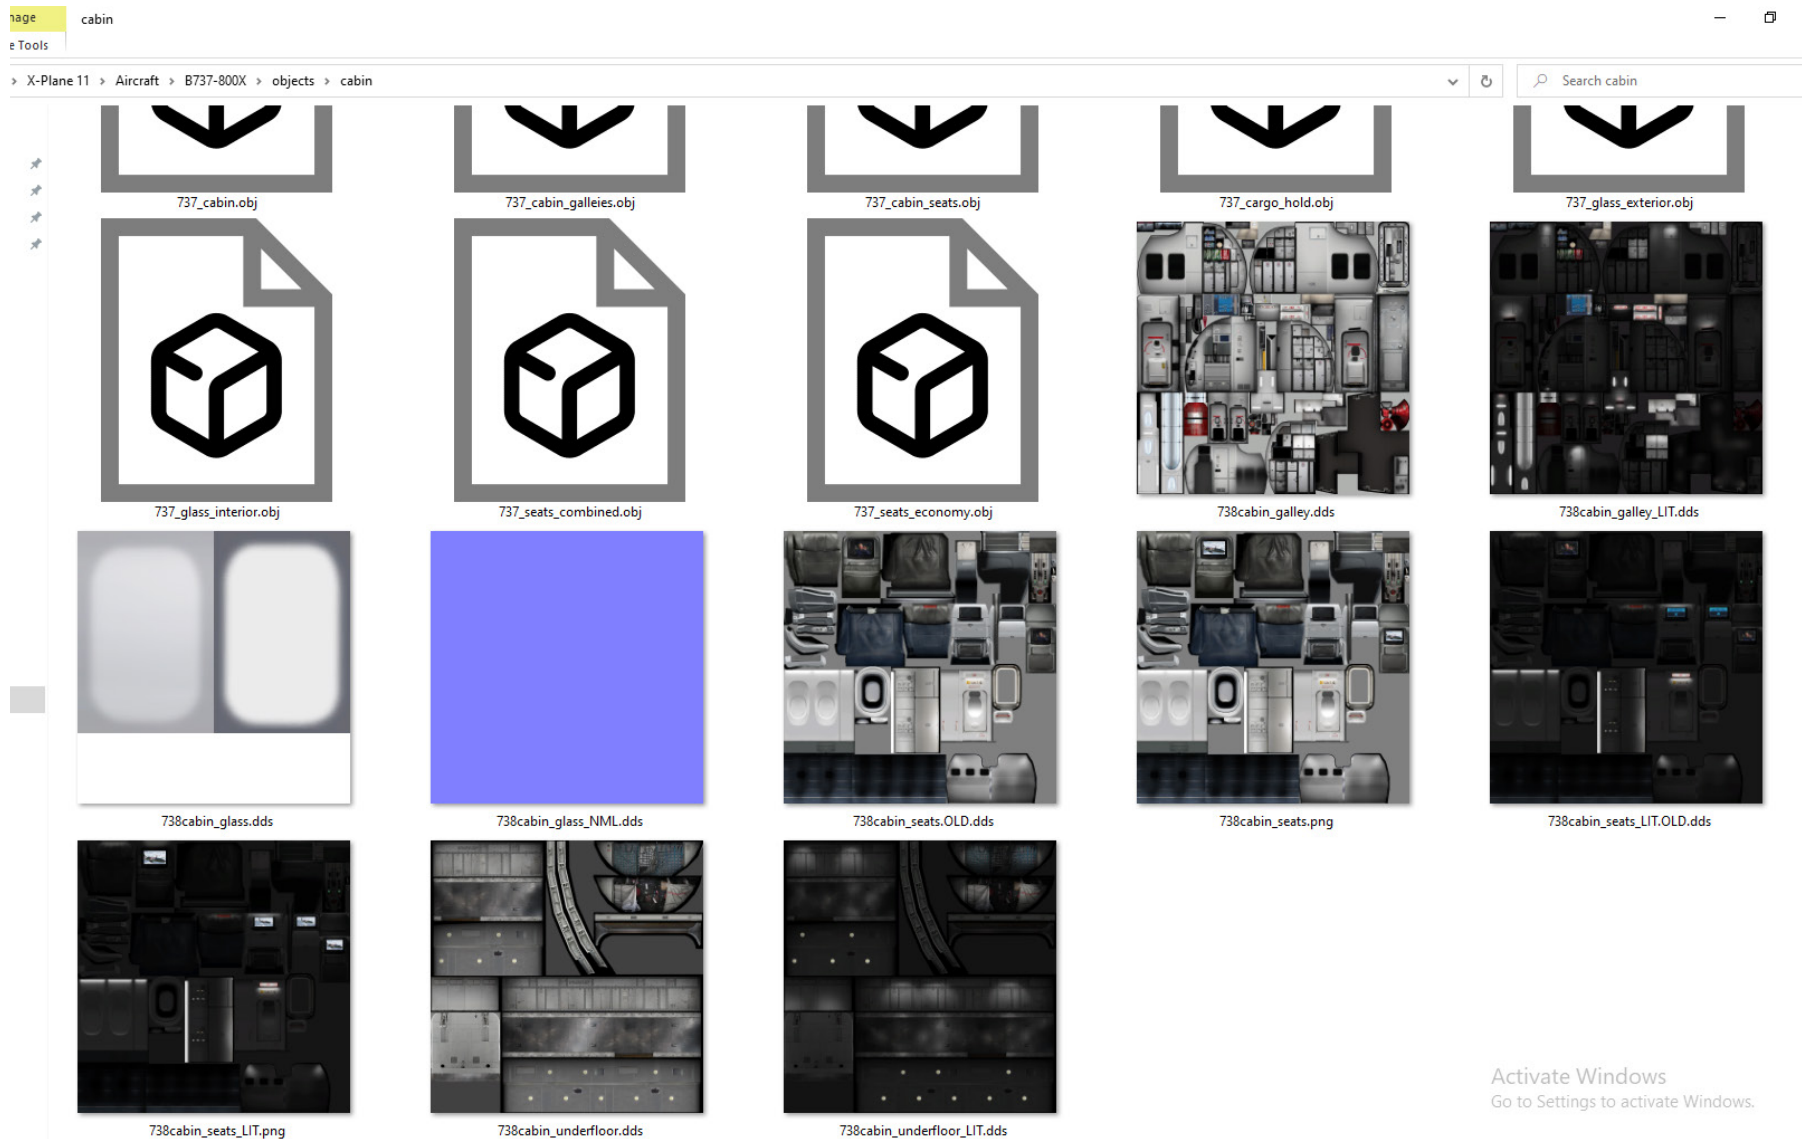 nage
cabin
e Tools
X-Plane 11 > Aircraft > B737-800X > objects > cabin
Search cabin
737_cabin.obj
737_cabin_galleies.obj
737_cabin_seats.obj
737_cargo_hold.obj
737_glass_exterior.obj
737_glass_interior.obj
737_seats_combined.obj
737_seats_economy.obj
738cabin_galley.dds
738cabin_galley_LIT.dds
738cabin_glass.dds
738cabin_glass_NML.dds
738cabin_seats.OLD.dds
738cabin_seats.png
738cabin_seats_LIT.OLD.dds
738cabin_seats_LIT.png
738cabin_underfloor.dds
738cabin_underfloor_LIT.dds
Activate Windows
Go to Settings to activate Windows.